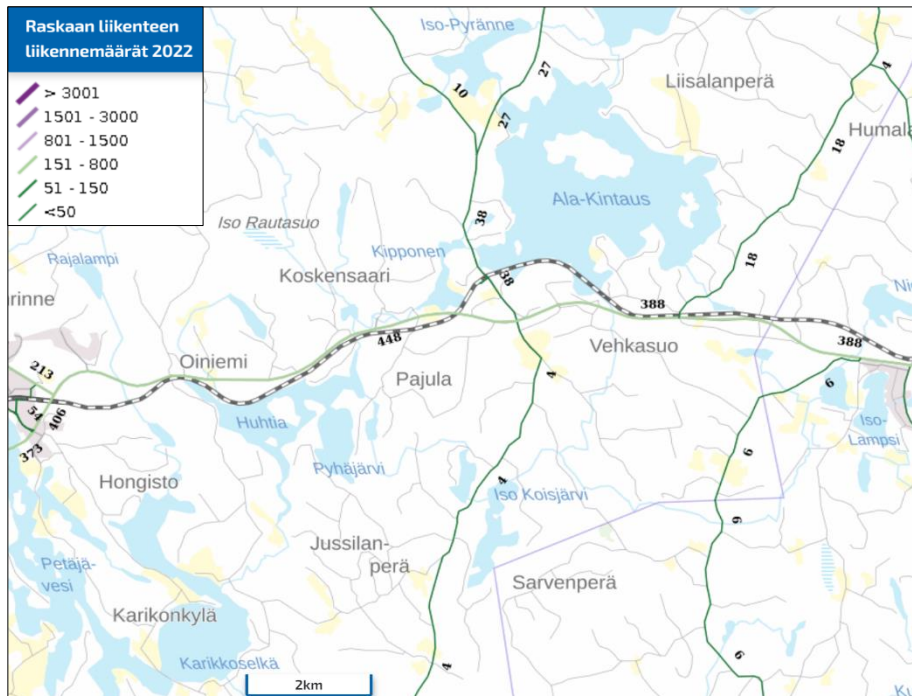 Raskaan liikenteen
liikennemäärät 2022
> 3001
1501 - 3000
801 - 1500
151 - 800
51 - 150
<50
Iso-Pyränne
10
27
27
Liisalanperä
4
Humala
18
38
Ala-Kintaus
Iso Rautasuo
Kipponen
Rajalampi
Koskensaari
38
18
Nie
rinne
388
448
388
Vehkasuo
Oiniemi
213
Pajula
4
6
54
406
Huhtia
Iso-
Lampsi
373
Pyhäjärvi
6
Hongisto
4
Iso Koisjärvi
6
Jussilan-
perä
Petäjä-
vesi
Sarvenperä
Karikonkylä
Karikkoselkä
4
6
2km